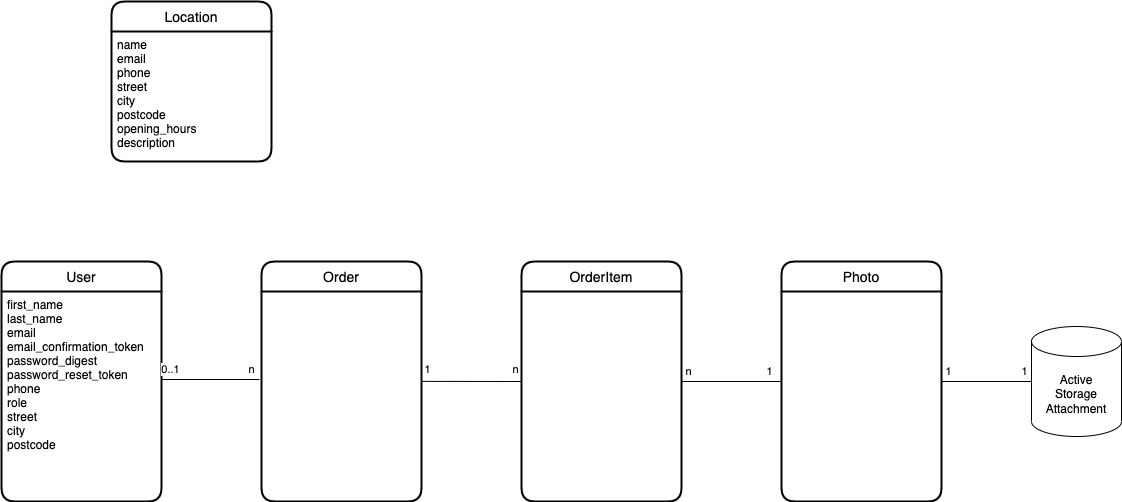 Location
name
email
phone
street
city
postcode
opening_hours
description
User
first_name
last_name
email
email_confirmation_token
password_digest
password_reset_token
phone
role
street
city
postcode
0..1
n
Order
1
n
OrderItem
n
1
Photo
1
1
Active
Storage
Attachment